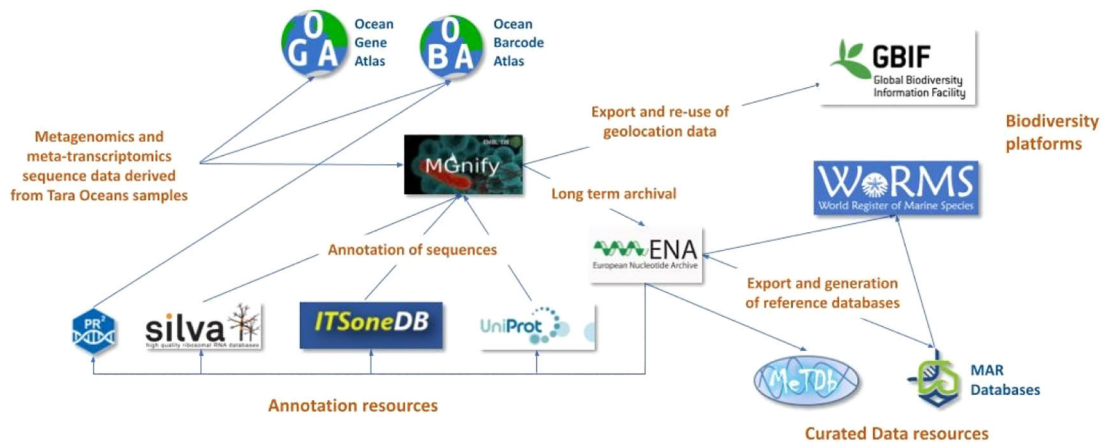 O
GA
Ocean
Gene
Atlas
O
BA
Ocean
Barcode
Atlas
GBIF
Global Biodiversity
Information Facility
Export and re-use of
geolocation data
Biodiversity
platforms
Metagenomics and
meta-transcriptomics
sequence data derived
from Tara Oceans samples
MGnify
WoRMS
World Register of Marine Species
Long term archival
ENA
European Nucleotide Archive
Annotation of sequences
Export and generation
of reference databases
PR²
silva
high quality ribosomal RNA databases
ITSoneDB
UniProt
MeTDb
MAR
Databases
Annotation resources
Curated Data resources